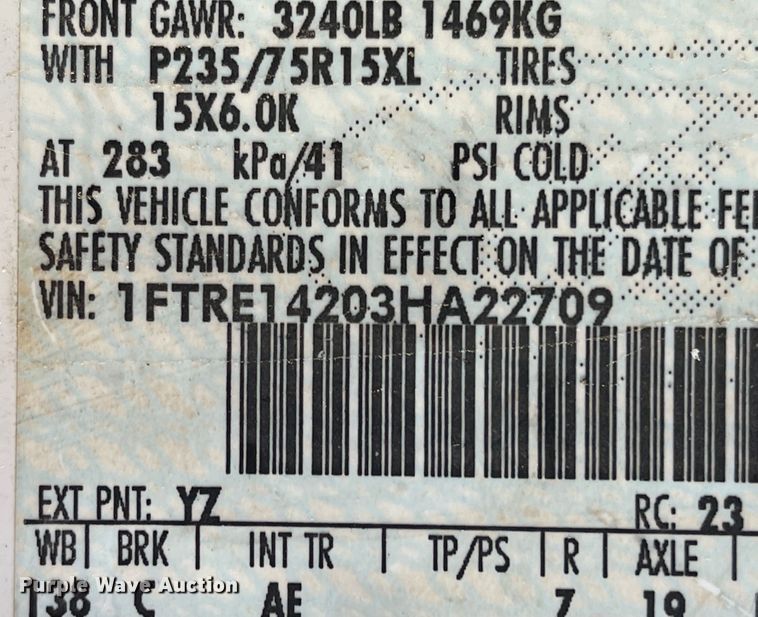 FRONT GAWR: 3240LB 1469KG
WITH P235/75R15XL TIRES
15X6.0K RIMS
AT 283 kPa/41 PSI COLD
THIS VEHICLE CONFORMS TO ALL APPLICABLE FE
SAFETY STANDARDS IN EFFECT ON THE DATE OF
VIN: 1FTRE14203HA22709
EXT PNT: YZ RC: 23
WB BRK INT TR TP/PS R AXLE
138 C AE 7 19
Purple Wave Auction